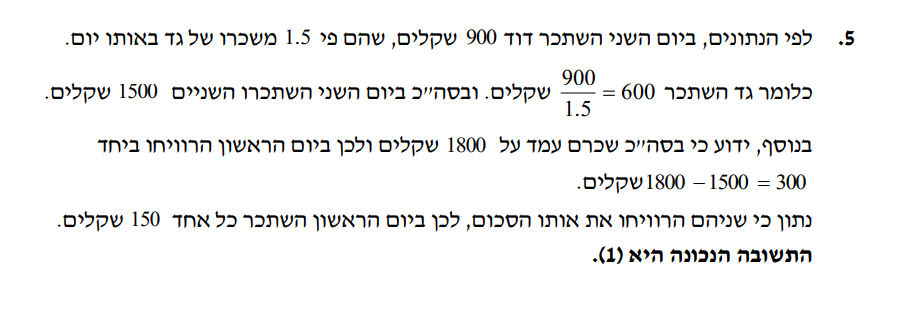 5. לפי הנתונים, ביום השני השתכר דוד 900 שקלים, שהם פי 1.5 משכרו של גד באותו יום.
כלומר גד השתכר 900/1.5 = 600 שקלים. ובסה״כ ביום השני השתכרו השניים 1500 שקלים.
בנוסף, ידוע כי בסה״כ שכרם עמד על 1800 שקלים ולכן ביום הראשון הרוויחו ביחד
1800 – 1500 = 300 שקלים.
נתון כי שניהם הרוויחו את אותו הסכום, לכן ביום הראשון השתכר כל אחד 150 שקלים.
התשובה הנכונה היא (1).